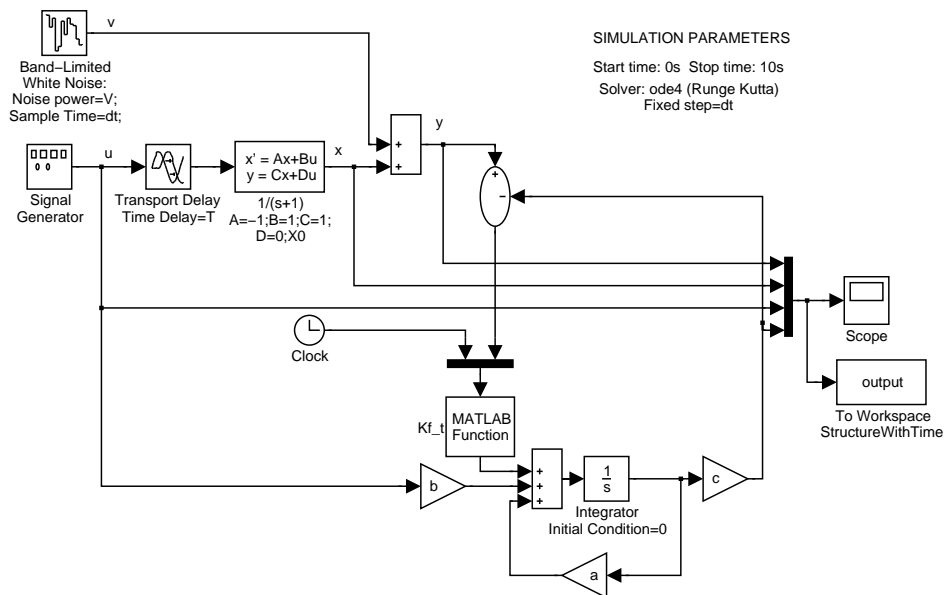 v
SIMULATION PARAMETERS
Start time: 0s Stop time: 10s
Solver: ode4 (Runge Kutta)
Fixed step=dt
Band−Limited
White Noise:
Noise power=V;
Sample Time=dt;
y
u
x
+
+
+
−
x' = Ax+Bu
y = Cx+Du
Signal
Generator
Transport Delay
Time Delay=T
1/(s+1)
A=−1;B=1;C=1;
D=0;X0
Clock
Scope
output
To Workspace
StructureWithTime
Kf_t
MATLAB
Function
b
+
+
+
1
s
c
Integrator
Initial Condition=0
a